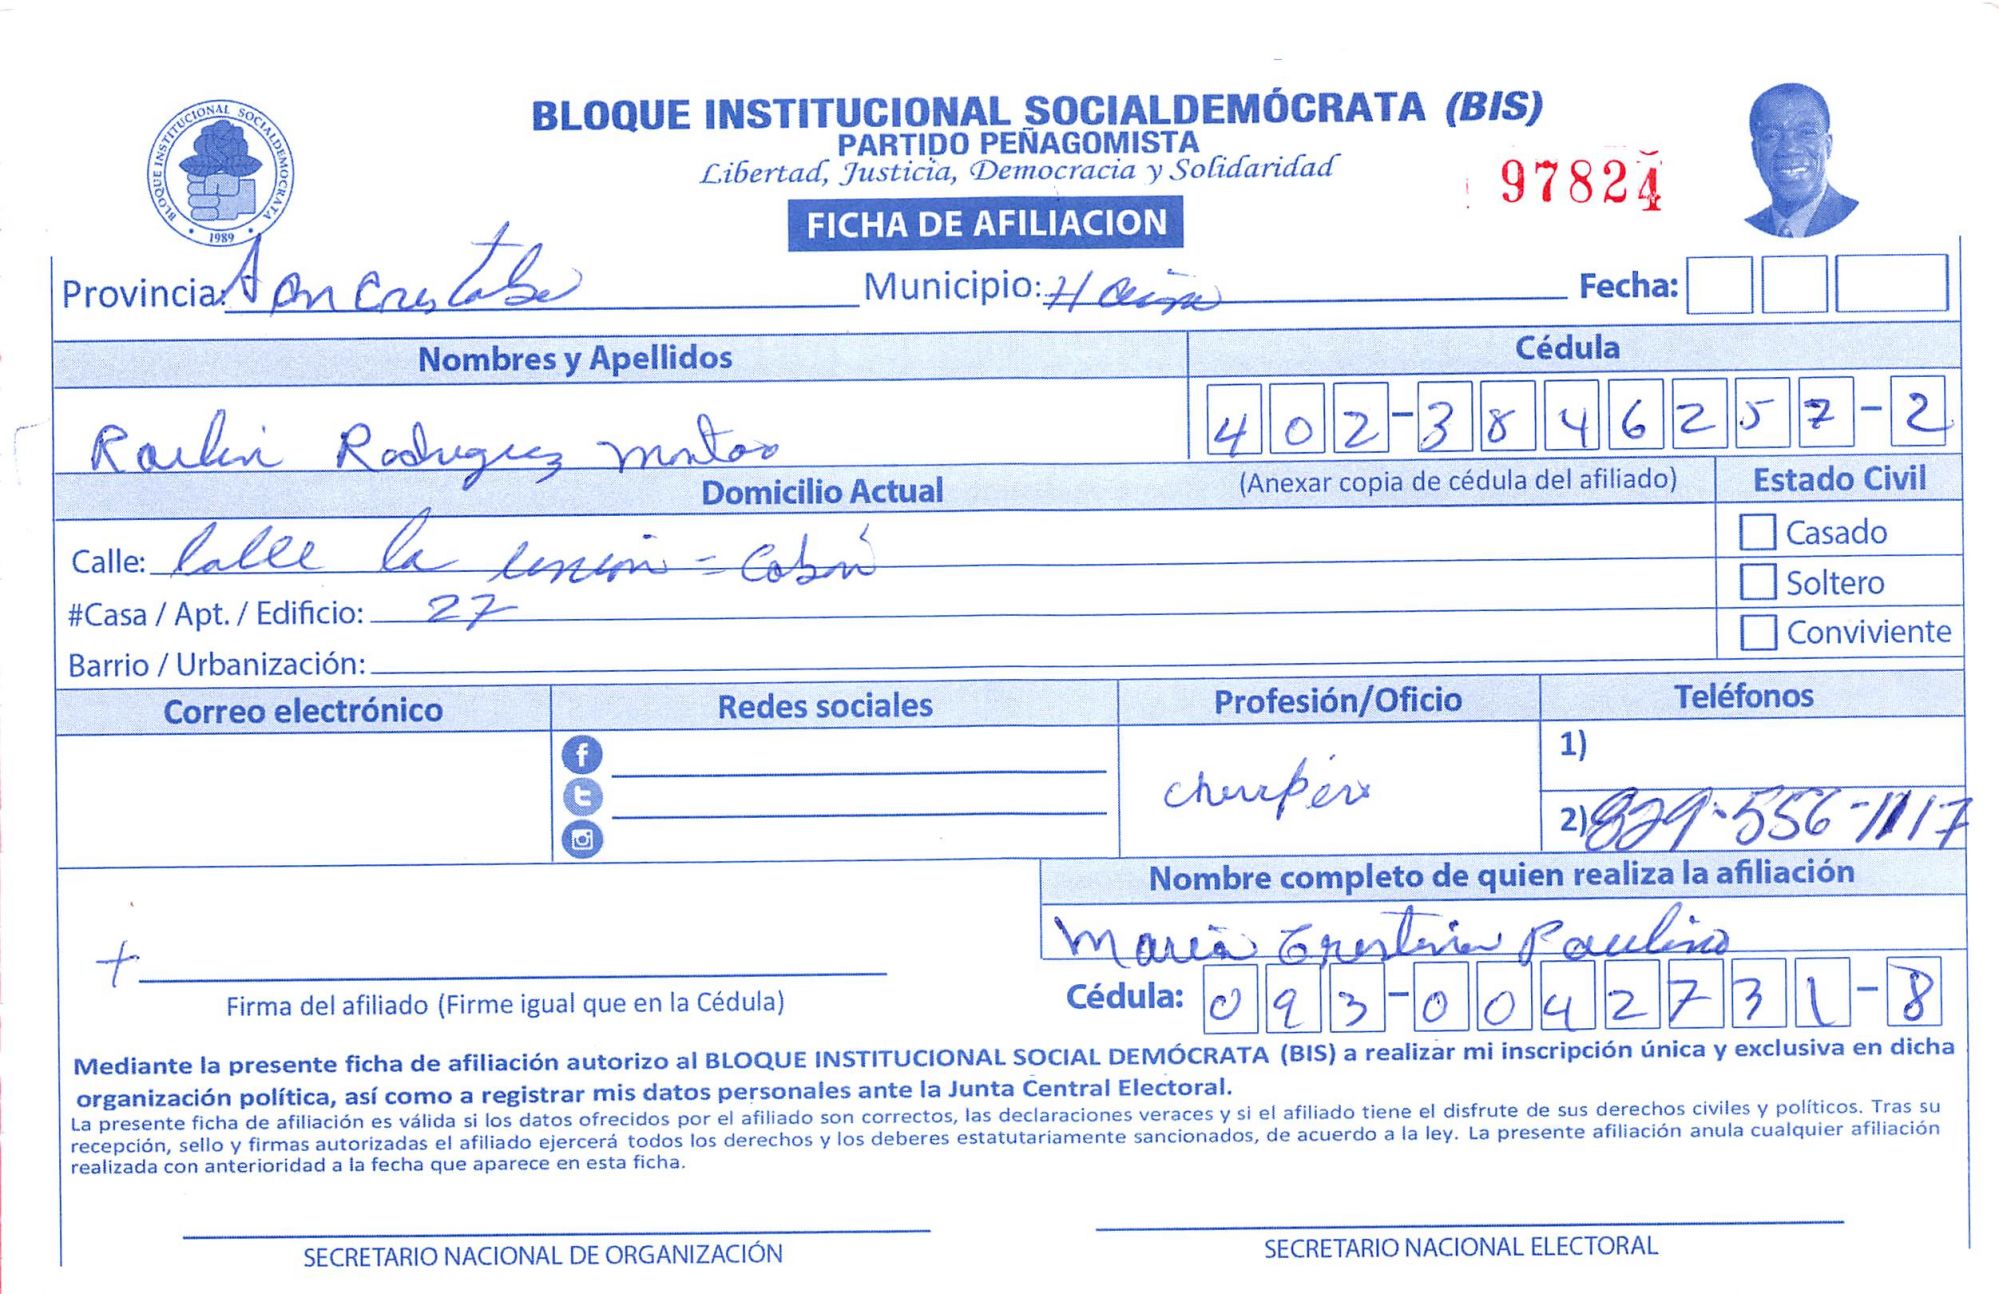 BLOQUE INSTITUCIONAL SOCIALDEMÓCRATA (BIS)
PARTIDO PEÑAGOMISTA
Libertad, Justicia, Democracia y Solidaridad
97824
BLOQUE INSTITUCIONAL SOCIALDEMOCRATA
1989
FICHA DE AFILIACION
Provincia: San Cristobal Municipio: Haina Fecha:
Nombres y Apellidos Cédula
Raulin Rodriguez 402-3846257-2
Domicilio Actual (Anexar copia de cédula del afiliado) Estado Civil
Calle: Calle la union = Casado
#Casa / Apt. / Edificio: 27 Soltero
Barrio / Urbanización: Conviviente
Correo electrónico Redes sociales Profesión/Oficio Teléfonos
1)
2) 829-556-1117
Nombre completo de quien realiza la afiliación
Maria Cristina Paulino
Firma del afiliado (Firme igual que en la Cédula) Cédula: 093-0042731-8
Mediante la presente ficha de afiliación autorizo al BLOQUE INSTITUCIONAL SOCIAL DEMÓCRATA (BIS) a realizar mi inscripción única y exclusiva en dicha
organización política, así como a registrar mis datos personales ante la Junta Central Electoral.
La presente ficha de afiliación es válida si los datos ofrecidos por el afiliado son correctos, las declaraciones veraces y si el afiliado tiene el disfrute de sus derechos civiles y políticos. Tras su
recepción, sello y firmas autorizadas el afiliado ejercerá todos los derechos y los deberes estatutariamente sancionados, de acuerdo a la ley. La presente afiliación anula cualquier afiliación
realizada con anterioridad a la fecha que aparece en esta ficha.
SECRETARIO NACIONAL DE ORGANIZACIÓN SECRETARIO NACIONAL ELECTORAL